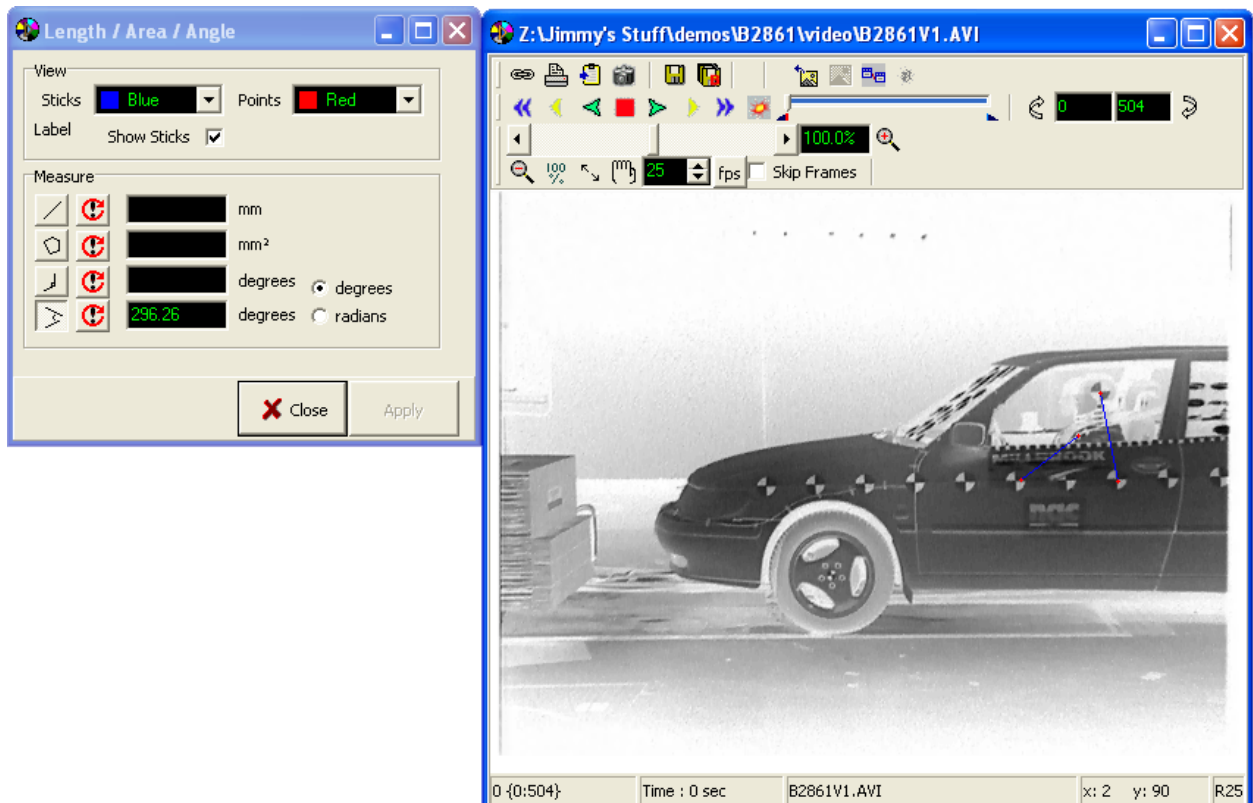 Length / Area / Angle
View
Sticks Blue Points Red
Label Show Sticks
Measure
mm
mm²
degrees degrees
296.26 degrees radians
Close Apply
Z:\Jimmy's Stuff\demos\B2861\video\B2861V1.AVI
0 504
100.0%
100 % 25 fps Skip Frames
MILLBROOK
0 {0:504} Time : 0 sec B2861V1.AVI x: 2 y: 90 R25